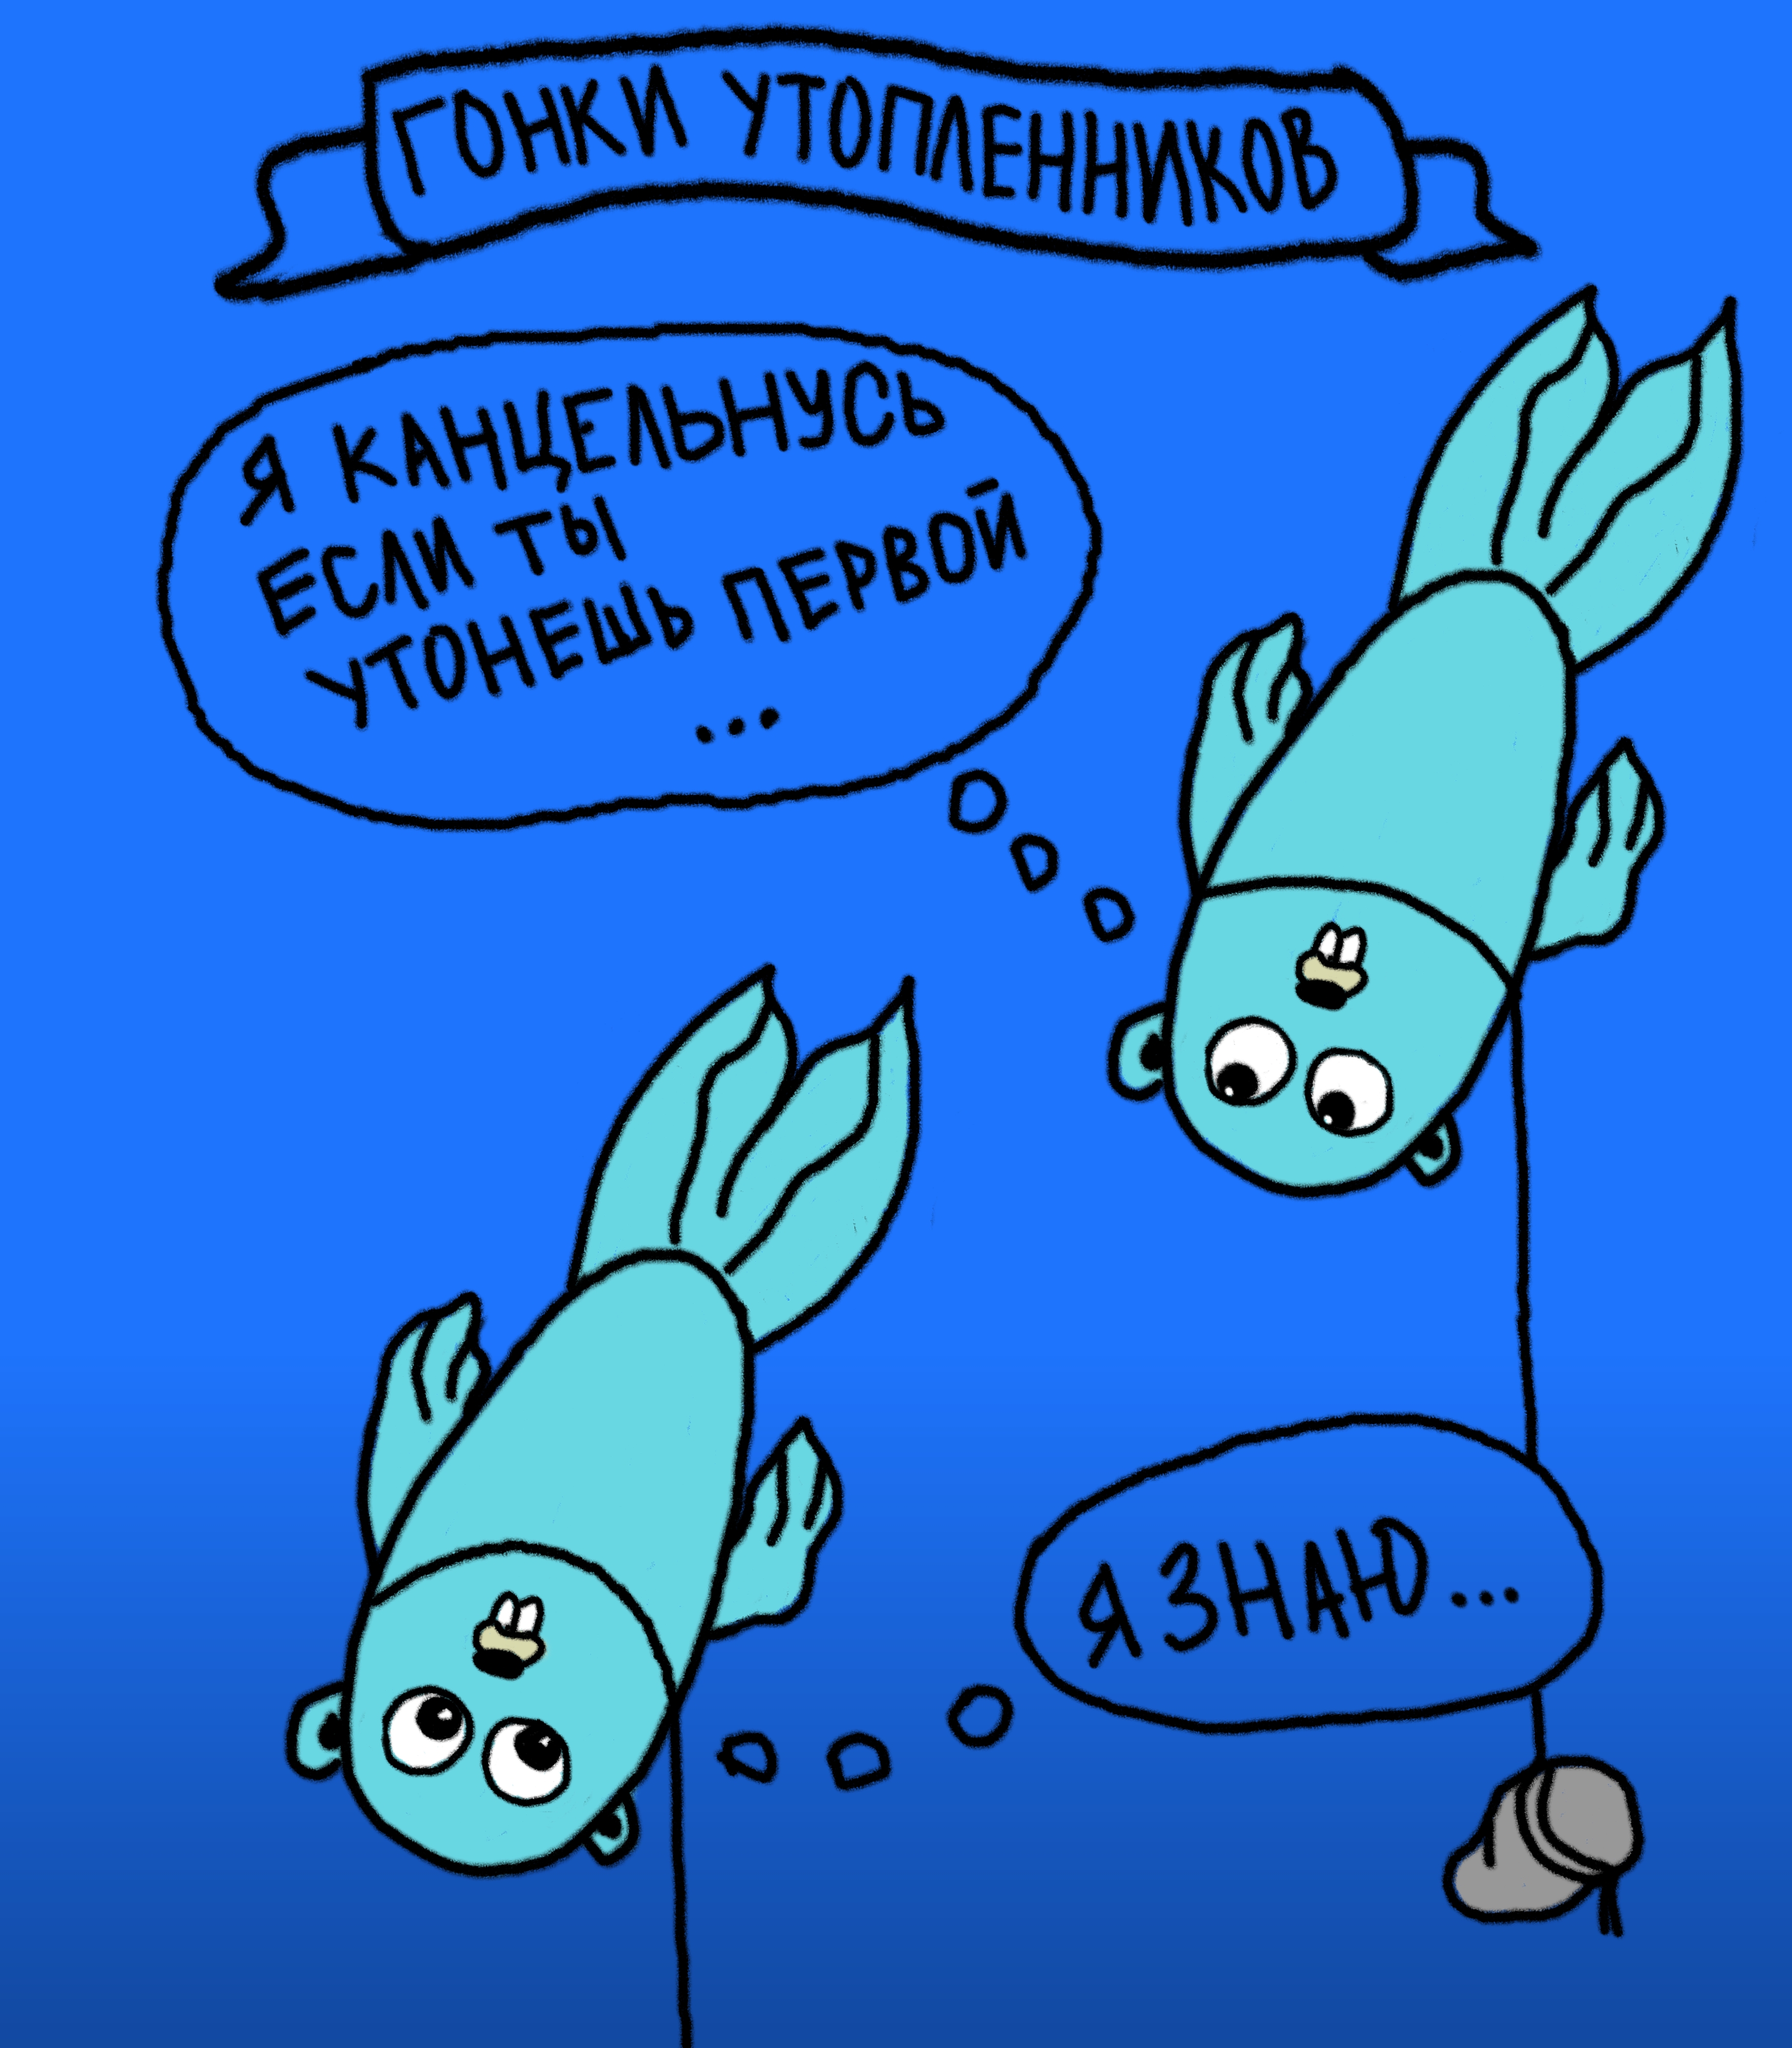 ГОНКИ УТОПЛЕННИКОВ
Я КАНЦЕЛЬНУСЬ
ЕСЛИ ТЫ
УТОНЕШЬ ПЕРВОЙ
...
Я ЗНАЮ...